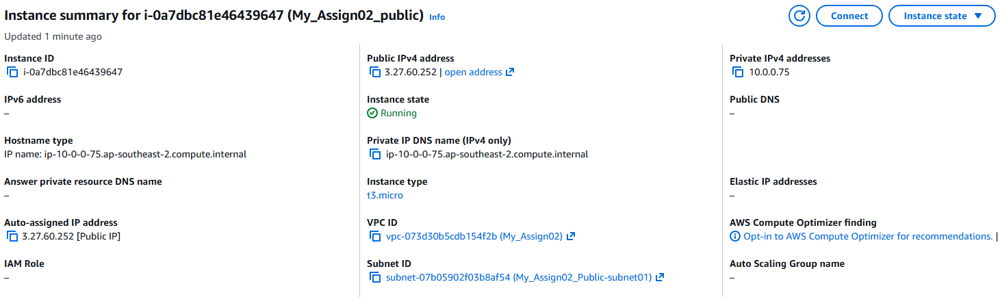 Instance summary for i-0a7dbc81e46439647 (My_Assign02_public) Info
Connect
Instance state
Updated 1 minute ago
Instance ID
i-0a7dbc81e46439647
Public IPv4 address
3.27.60.252 | open address
Private IPv4 addresses
10.0.0.75
IPv6 address
–
Instance state
Running
Public DNS
–
Hostname type
IP name: ip-10-0-0-75.ap-southeast-2.compute.internal
Private IP DNS name (IPv4 only)
ip-10-0-0-75.ap-southeast-2.compute.internal
Answer private resource DNS name
–
Instance type
t3.micro
Elastic IP addresses
–
Auto-assigned IP address
3.27.60.252 [Public IP]
VPC ID
vpc-073d30b5cdb154f2b (My_Assign02)
AWS Compute Optimizer finding
Opt-in to AWS Compute Optimizer for recommendations. |
IAM Role
–
Subnet ID
subnet-07b05902f03b8af54 (My_Assign02_Public-subnet01)
Auto Scaling Group name
–